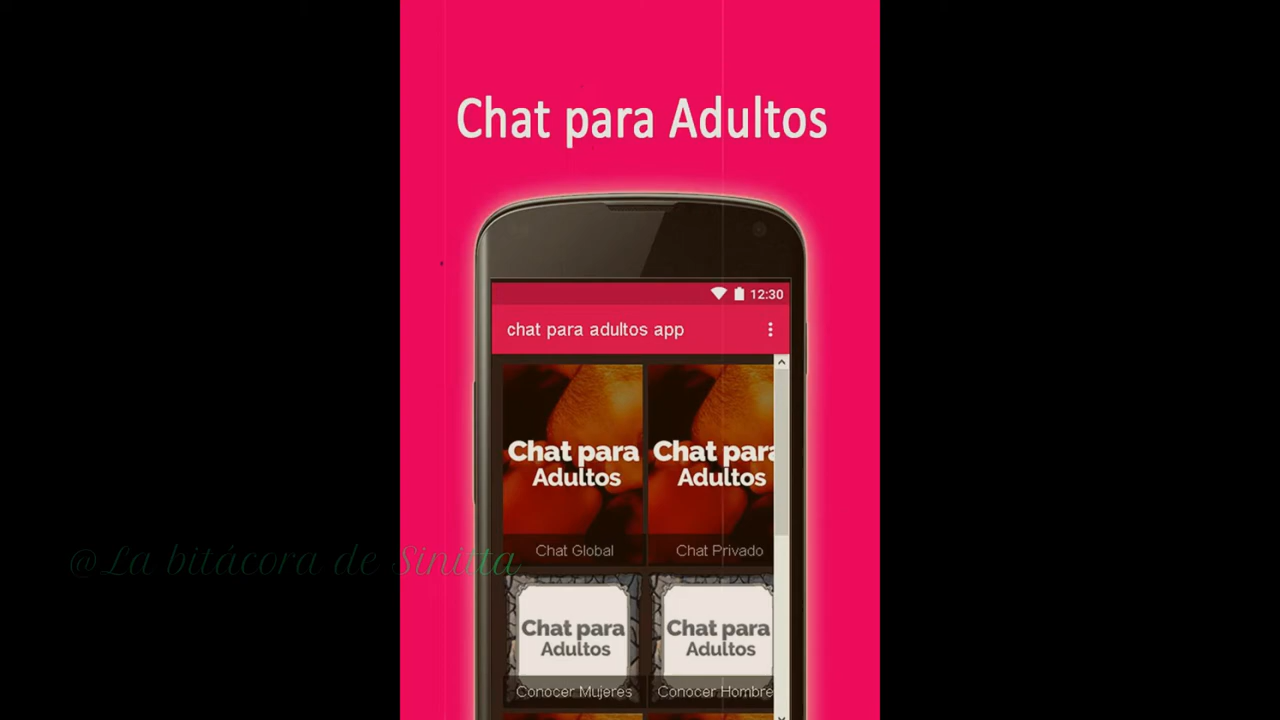 Chat para Adultos
12:30
chat para adultos app
Chat para
Adultos
Chat Global
Chat para
Adultos
Chat Privado
@La bitácora de Sinitta
Chat para
Adultos
Conocer Mujeres
Chat para
Adultos
Conocer Hombre